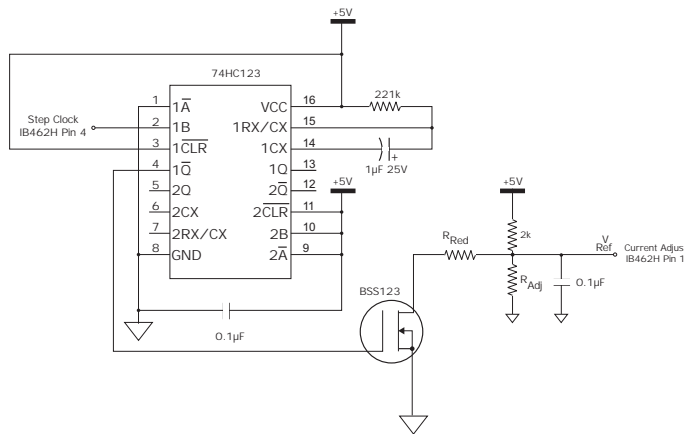 +5V
74HC123
1 1A VCC 16
221k
Step Clock
IB462H Pin 4
2 1B 1RX/CX 15
3 1CLR 1CX 14
1µF 25V
+
4 1Q 1Q 13
5 2Q 2Q 12
+5V
+5V
6 2CX 2CLR 11
7 2RX/CX 2B 10
8 GND 2A 9
RRed
2k
V
Ref
Current Adjus
IB462H Pin 1
RAdj
0.1µF
BSS123
0.1µF